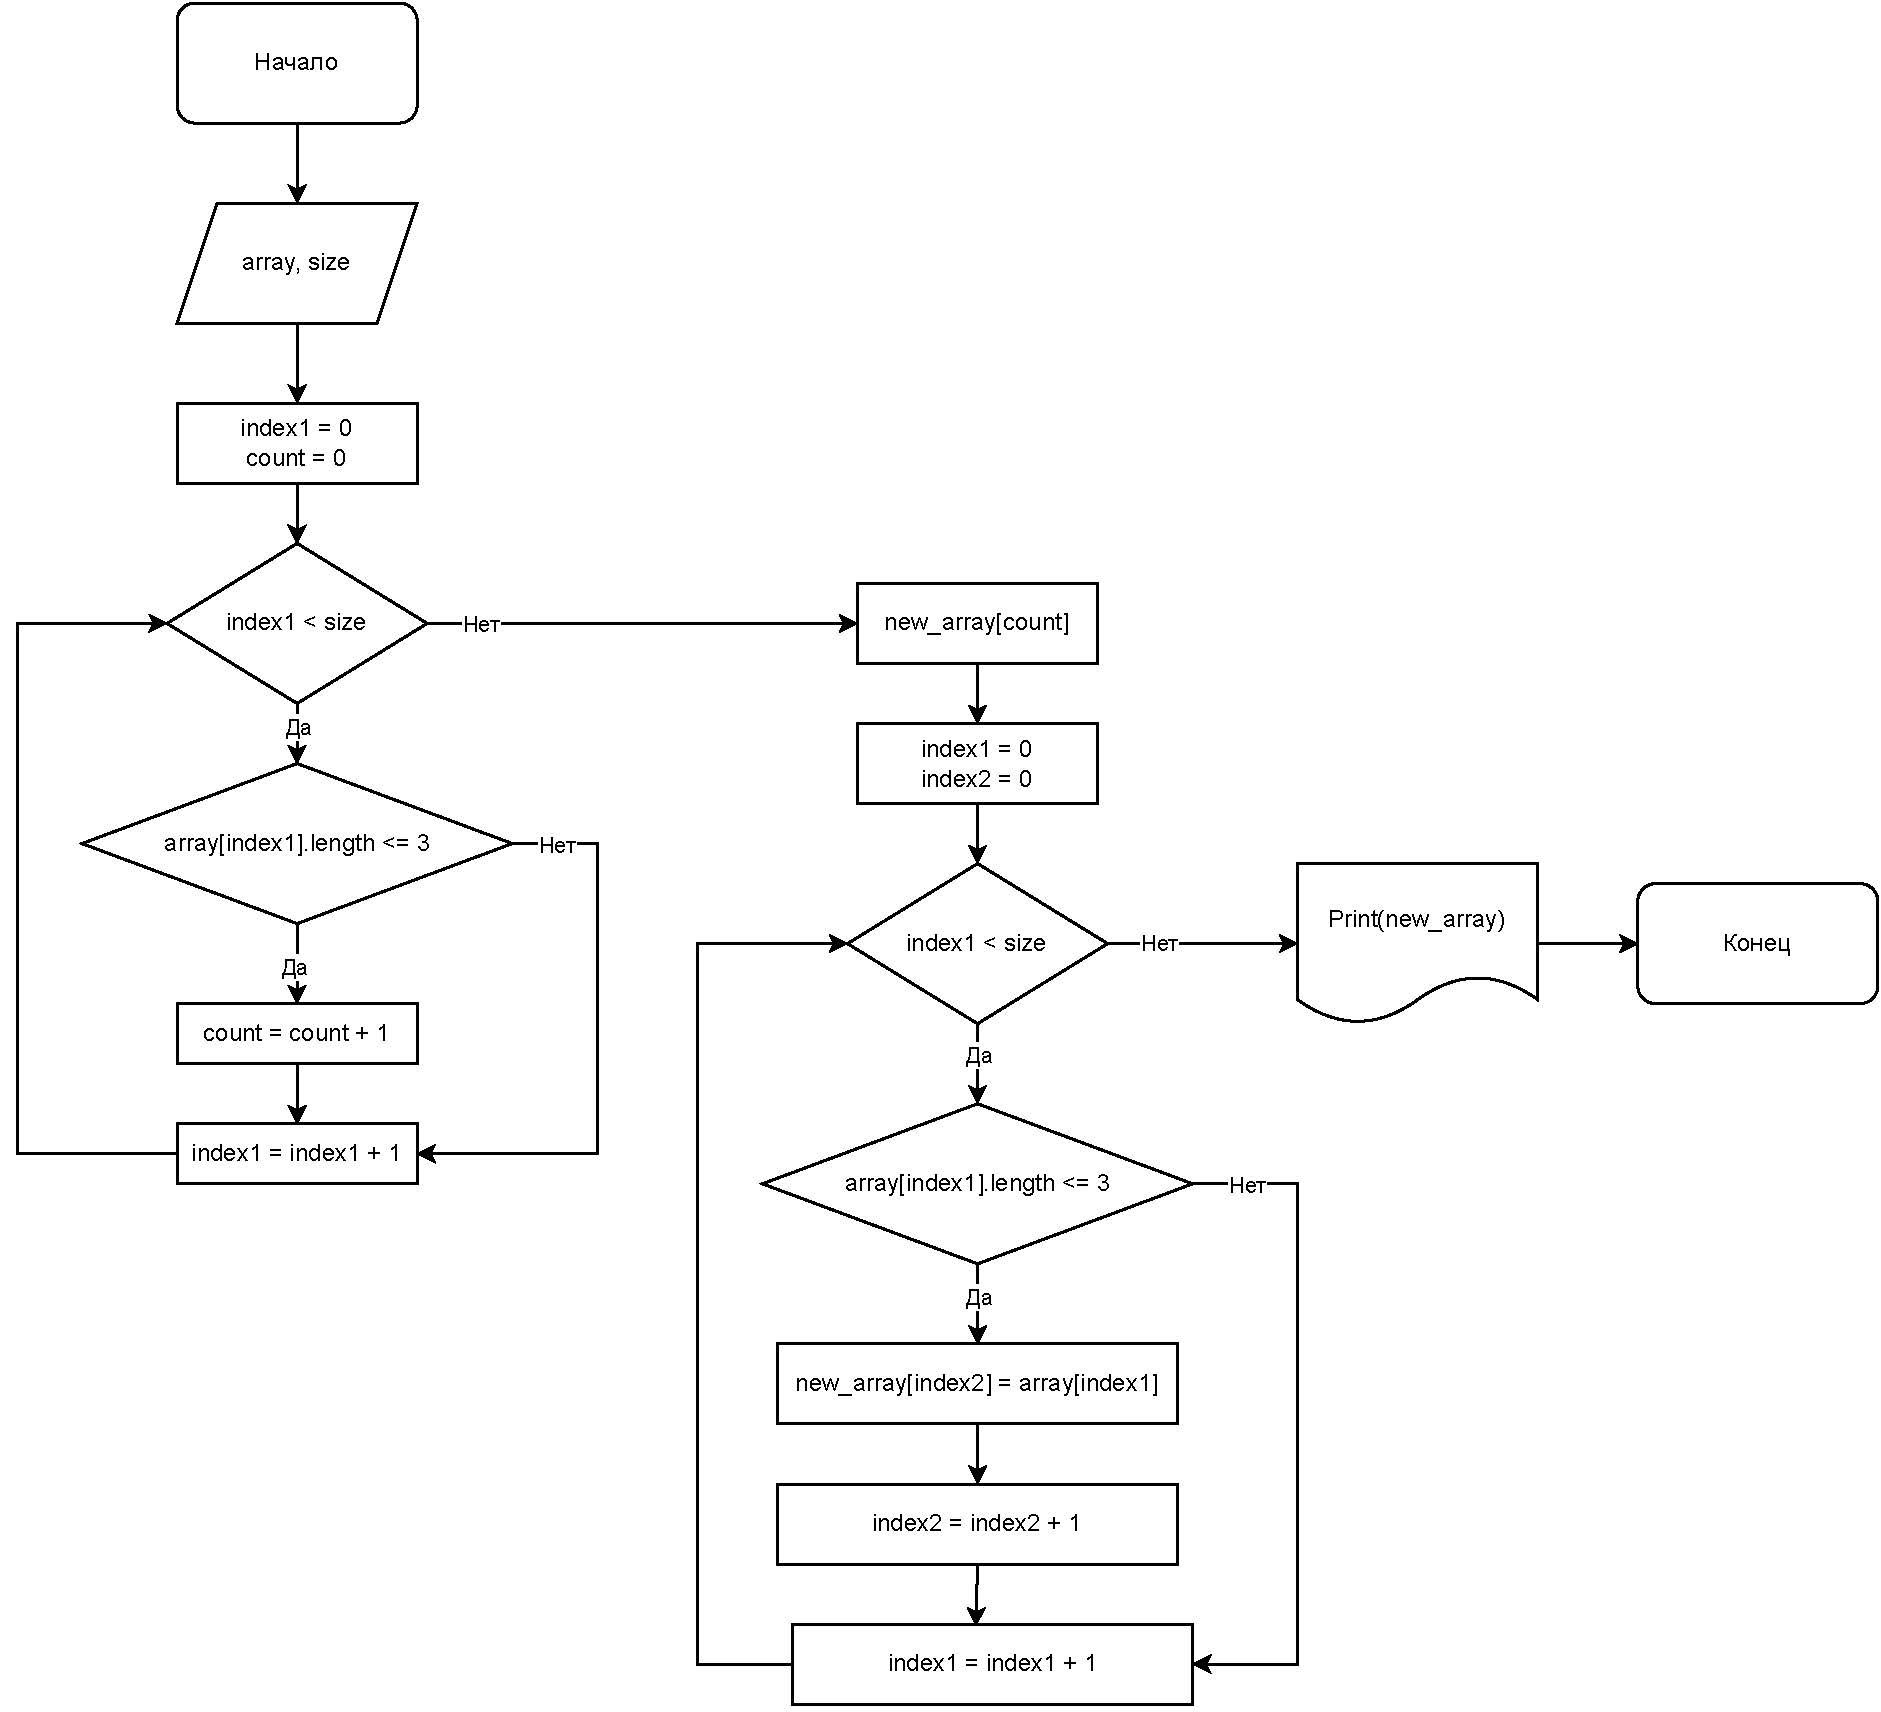 Начало
array, size
index1 = 0
count = 0
index1 < size
Нет
Да
array[index1].length <= 3
Нет
Да
count = count + 1
index1 = index1 + 1
new_array[count]
index1 = 0
index2 = 0
index1 < size
Нет
Print(new_array)
Конец
Да
array[index1].length <= 3
Нет
Да
new_array[index2] = array[index1]
index2 = index2 + 1
index1 = index1 + 1